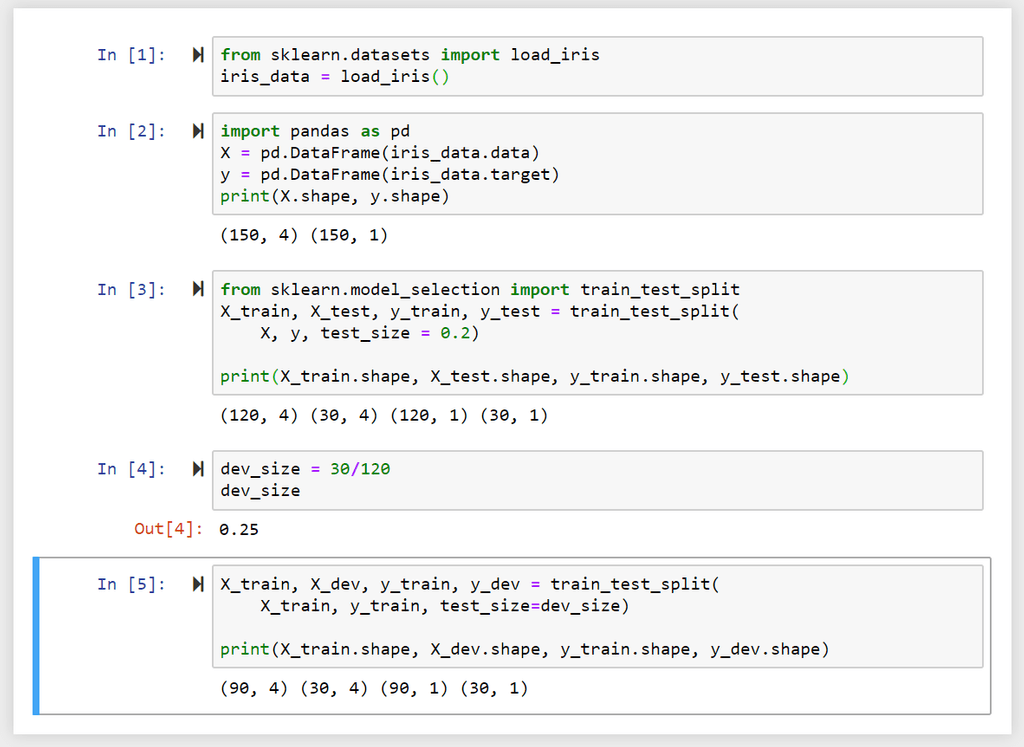 In [1]:
from sklearn.datasets import load_iris
iris_data = load_iris()
In [2]:
import pandas as pd
X = pd.DataFrame(iris_data.data)
y = pd.DataFrame(iris_data.target)
print(X.shape, y.shape)
(150, 4) (150, 1)
In [3]:
from sklearn.model_selection import train_test_split
X_train, X_test, y_train, y_test = train_test_split(
    X, y, test_size = 0.2)
print(X_train.shape, X_test.shape, y_train.shape, y_test.shape)
(120, 4) (30, 4) (120, 1) (30, 1)
In [4]:
dev_size = 30/120
dev_size
Out[4]: 0.25
In [5]:
X_train, X_dev, y_train, y_dev = train_test_split(
    X_train, y_train, test_size=dev_size)
print(X_train.shape, X_dev.shape, y_train.shape, y_dev.shape)
(90, 4) (30, 4) (90, 1) (30, 1)